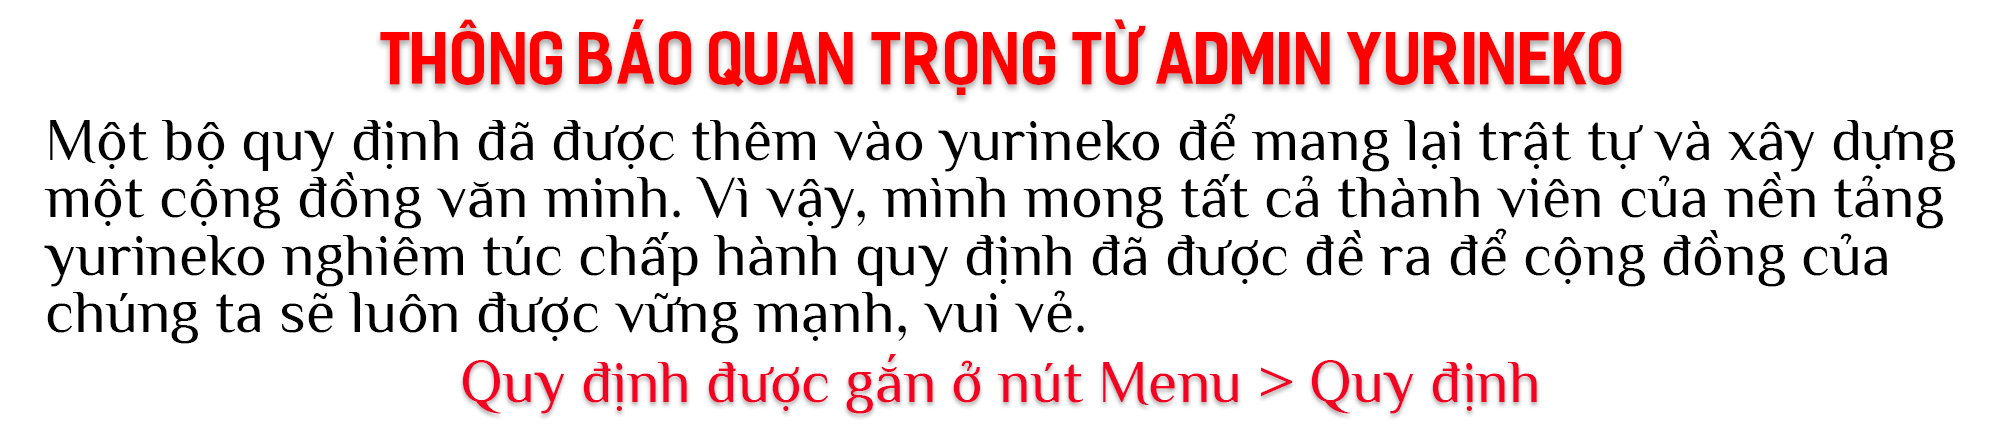 THÔNG BÁO QUAN TRỌNG TỪ ADMIN YURINEKO
Một bộ quy định đã được thêm vào yurineko để mang lại trật tự và xây dựng
một cộng đồng văn minh. Vì vậy, mình mong tất cả thành viên của nền tảng
yurineko nghiêm túc chấp hành quy định đã được đề ra để cộng đồng của
chúng ta sẽ luôn được vững mạnh, vui vẻ.
Quy định được gắn ở nút Menu > Quy định